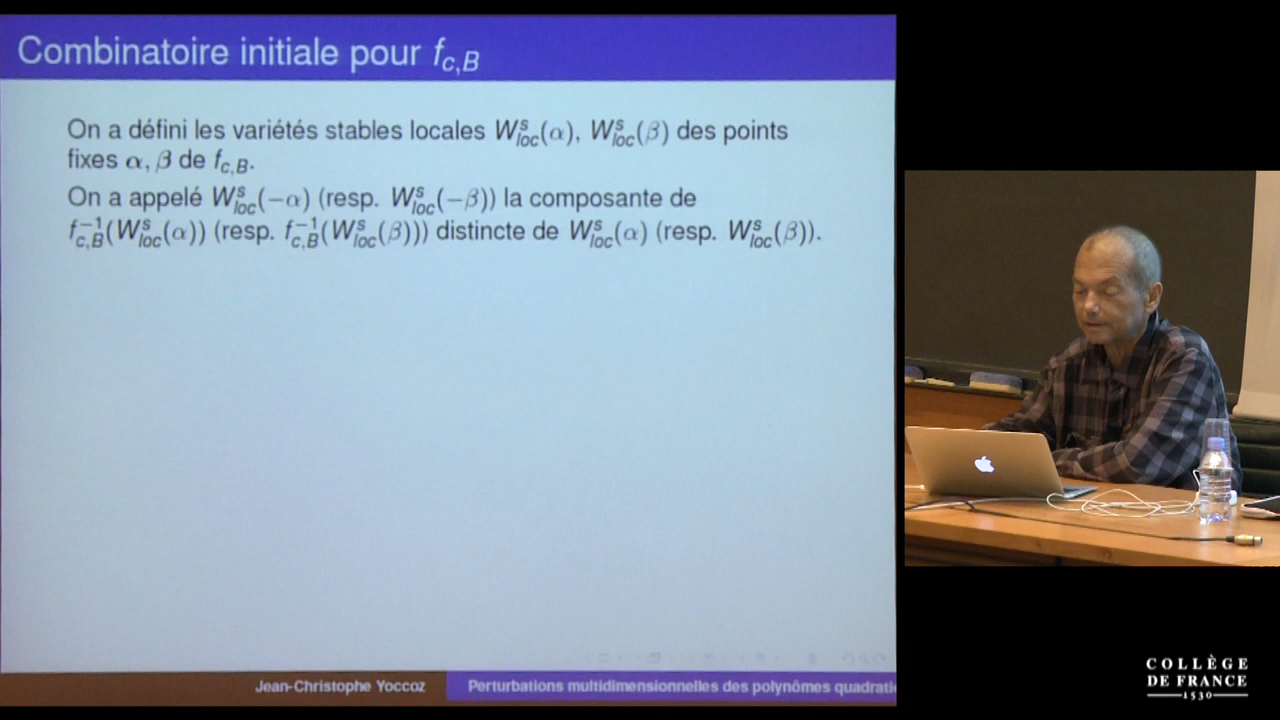 Combinatoire initiale pour f_{c,B}
On a défini les variétés stables locales W^s_{loc}(α), W^s_{loc}(β) des points
fixes α, β de f_{c,B}.
On a appelé W^s_{loc}(−α) (resp. W^s_{loc}(−β)) la composante de
f^{−1}_{c,B}(W^s_{loc}(α)) (resp. f^{−1}_{c,B}(W^s_{loc}(β))) distincte de W^s_{loc}(α) (resp. W^s_{loc}(β)).
Jean-Christophe Yoccoz
Perturbations multidimensionnelles des polynômes quadrati
COLLÈGE
DE FRANCE
1530